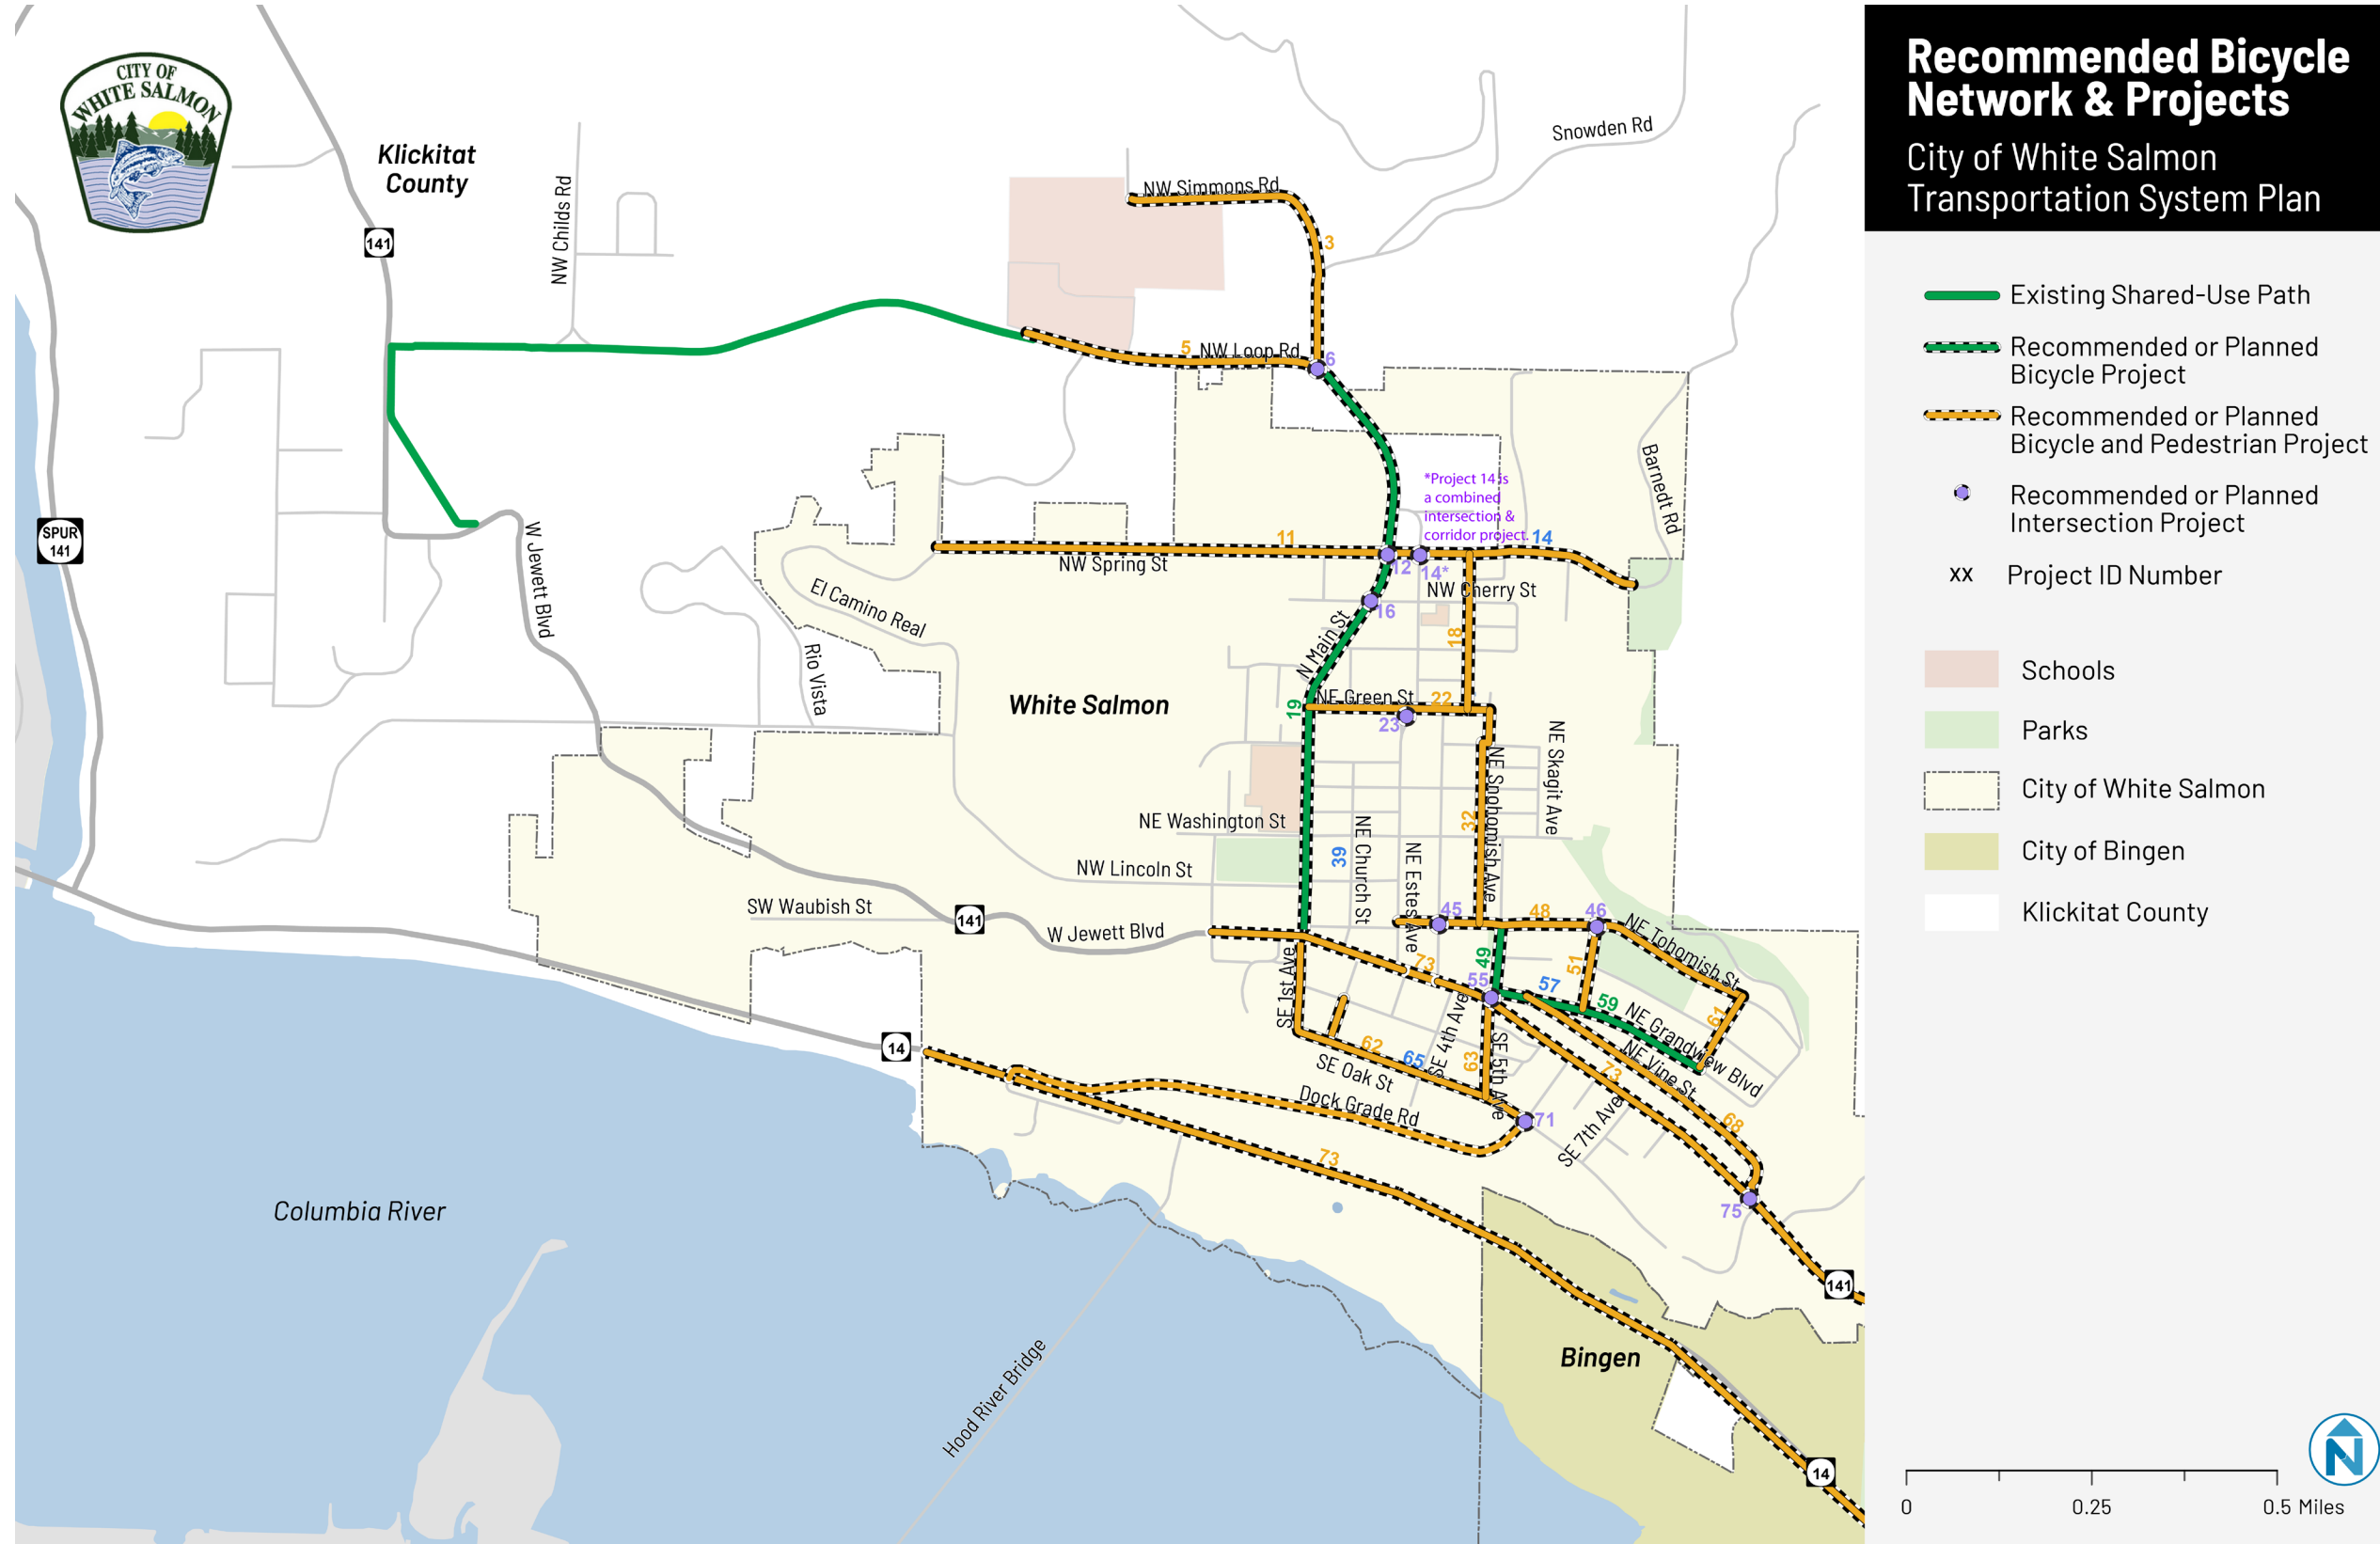 Recommended Bicycle
Network & Projects
City of White Salmon
Transportation System Plan
Existing Shared-Use Path
Recommended or Planned
Bicycle Project
Recommended or Planned
Bicycle and Pedestrian Project
Recommended or Planned
Intersection Project
xx
Project ID Number
Schools
Parks
City of White Salmon
City of Bingen
Klickitat County
0
0.25
0.5 Miles
N
CITY OF
WHITE SALMON
Klickitat
County
141
NW Childs Rd
NW Simmons Rd
3
Snowden Rd
5
NW Loop Rd
6
SPUR
141
W Jewett Blvd
Barnedt Rd
*Project 14 is
a combined
intersection &
corridor project.
14
11
NW Spring St
12
14*
NW Cherry St
El Camino Real
16
N Main St
18
Rio Vista
White Salmon
NE Green St
22
19
23
NE Snohomish Ave
NE Skagit Ave
32
NE Washington St
39
NE Church St
NE Estes Ave
NW Lincoln St
SW Waubish St
141
W Jewett Blvd
45
48
46
NE Tohomish St
49
51
73
55
57
59
61
NE Grandview Blvd
NE Vine St
SE 1st Ave
SE 4th Ave
SE 5th Ave
62
65
63
SE Oak St
73
68
14
Dock Grade Rd
71
SE 7th Ave
73
75
Columbia River
141
Hood River Bridge
Bingen
14